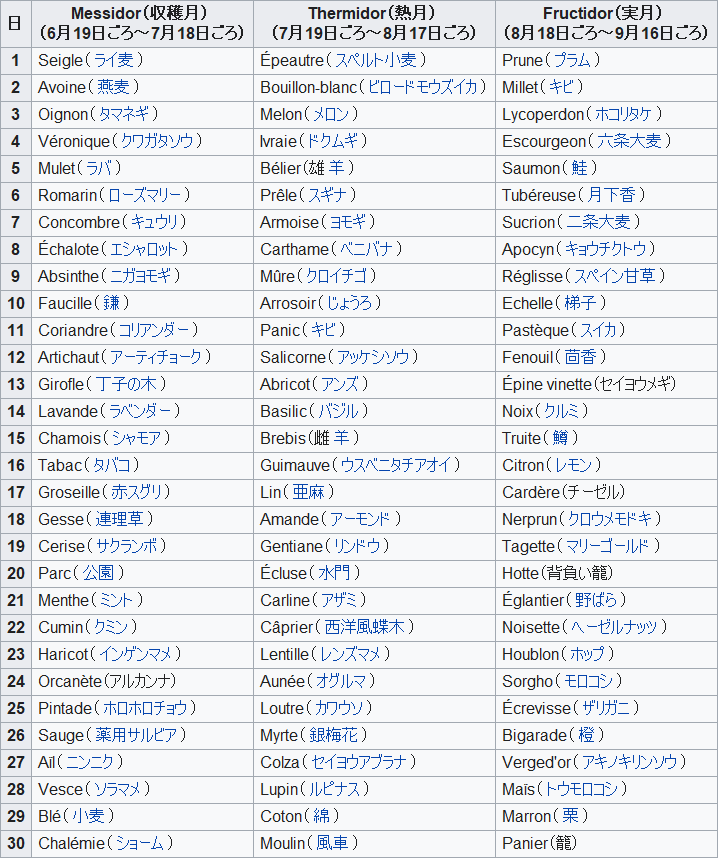 日 Messidor(収穫月) Thermidor(熱月) Fructidor(実月)
(6月19日ごろ～7月18日ごろ) (7月19日ごろ～8月17日ごろ) (8月18日ごろ～9月16日ごろ)
1 Seigle(ライ麦) Épeautre(スペルト小麦) Prune(プラム)
2 Avoine(燕麦) Bouillon-blanc(ビロードモウズイカ) Millet(キビ)
3 Oignon(タマネギ) Melon(メロン) Lycoperdon(ホコリタケ)
4 Véronique(クワガタソウ) Ivraie(ドクムギ) Escourgeon(六条大麦)
5 Mulet(ラバ) Bélier(雄羊) Saumon(鮭)
6 Romarin(ローズマリー) Prêle(スギナ) Tubéreuse(月下香)
7 Concombre(キュウリ) Armoise(ヨモギ) Sucrion(二条大麦)
8 Échalote(エシャロット) Carthame(ベニバナ) Apocyn(キョウチクトウ)
9 Absinthe(ニガヨモギ) Mûre(クロイチゴ) Réglisse(スペイン甘草)
10 Faucille(鎌) Arrosoir(じょうろ) Echelle(梯子)
11 Coriandre(コリアンダー) Panic(キビ) Pastèque(スイカ)
12 Artichaut(アーティチョーク) Salicorne(アッケシソウ) Fenouil(茴香)
13 Girofle(丁子の木) Abricot(アンズ) Épine vinette(セイヨウメギ)
14 Lavande(ラベンダー) Basilic(バジル) Noix(クルミ)
15 Chamois(シャモア) Brebis(雌羊) Truite(鱒)
16 Tabac(タバコ) Guimauve(ウスベニタチアオイ) Citron(レモン)
17 Groseille(赤スグリ) Lin(亜麻) Cardère(チーゼル)
18 Gesse(連理草) Amande(アーモンド) Nerprun(クロウメモドキ)
19 Cerise(サクランボ) Gentiane(リンドウ) Tagette(マリーゴールド)
20 Parc(公園) Écluse(水門) Hotte(背負い籠)
21 Menthe(ミント) Carline(アザミ) Églantier(野ばら)
22 Cumin(クミン) Câprier(西洋風蝶木) Noisette(ヘーゼルナッツ)
23 Haricot(インゲンマメ) Lentille(レンズマメ) Houblon(ホップ)
24 Orcanète(アルカンナ) Aunée(オグルマ) Sorgho(モロコシ)
25 Pintade(ホロホロチョウ) Loutre(カワウソ) Écrevisse(ザリガニ)
26 Sauge(薬用サルビア) Myrte(銀梅花) Bigarade(橙)
27 Ail(ニンニク) Colza(セイヨウアブラナ) Verged'or(アキノキリンソウ)
28 Vesce(ソラマメ) Lupin(ルピナス) Maïs(トウモロコシ)
29 Blé(小麦) Coton(綿) Marron(栗)
30 Chalémie(ショーム) Moulin(風車) Panier(籠)